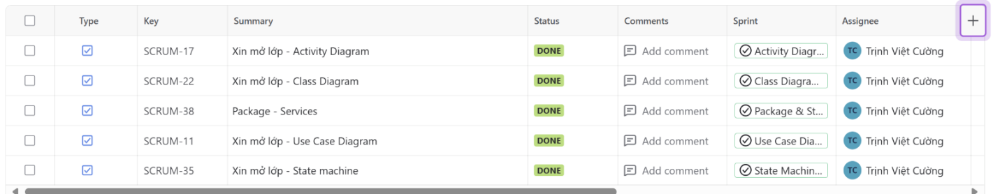 Type Key Summary Status Comments Sprint Assignee
SCRUM-17 Xin mở lớp - Activity Diagram DONE Add comment Activity Diagr... TC Trịnh Việt Cường
SCRUM-22 Xin mở lớp - Class Diagram DONE Add comment Class Diagra... TC Trịnh Việt Cường
SCRUM-38 Package - Services DONE Add comment Package & St... TC Trịnh Việt Cường
SCRUM-11 Xin mở lớp - Use Case Diagram DONE Add comment Use Case Dia... TC Trịnh Việt Cường
SCRUM-35 Xin mở lớp - State machine DONE Add comment State Machin... TC Trịnh Việt Cường